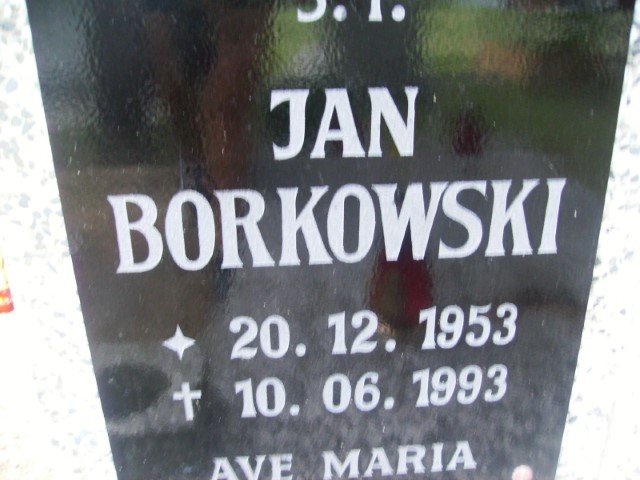 Ś. P.
JAN
BORKOWSKI
20. 12. 1953
10. 06. 1993
AVE MARIA